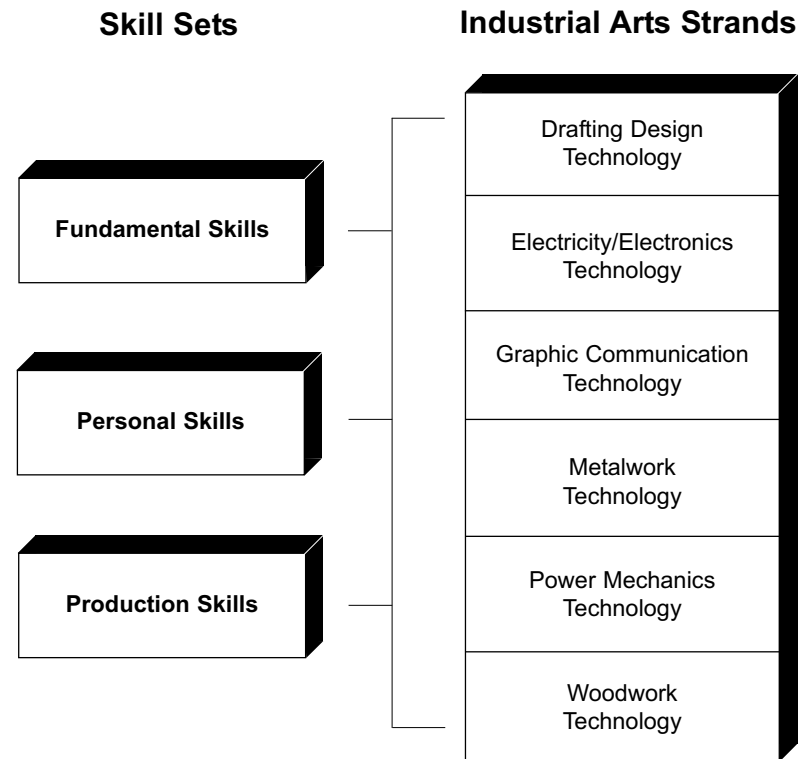 Skill Sets
Industrial Arts Strands
Fundamental Skills
Personal Skills
Production Skills
Drafting Design
Technology
Electricity/Electronics
Technology
Graphic Communication
Technology
Metalwork
Technology
Power Mechanics
Technology
Woodwork
Technology